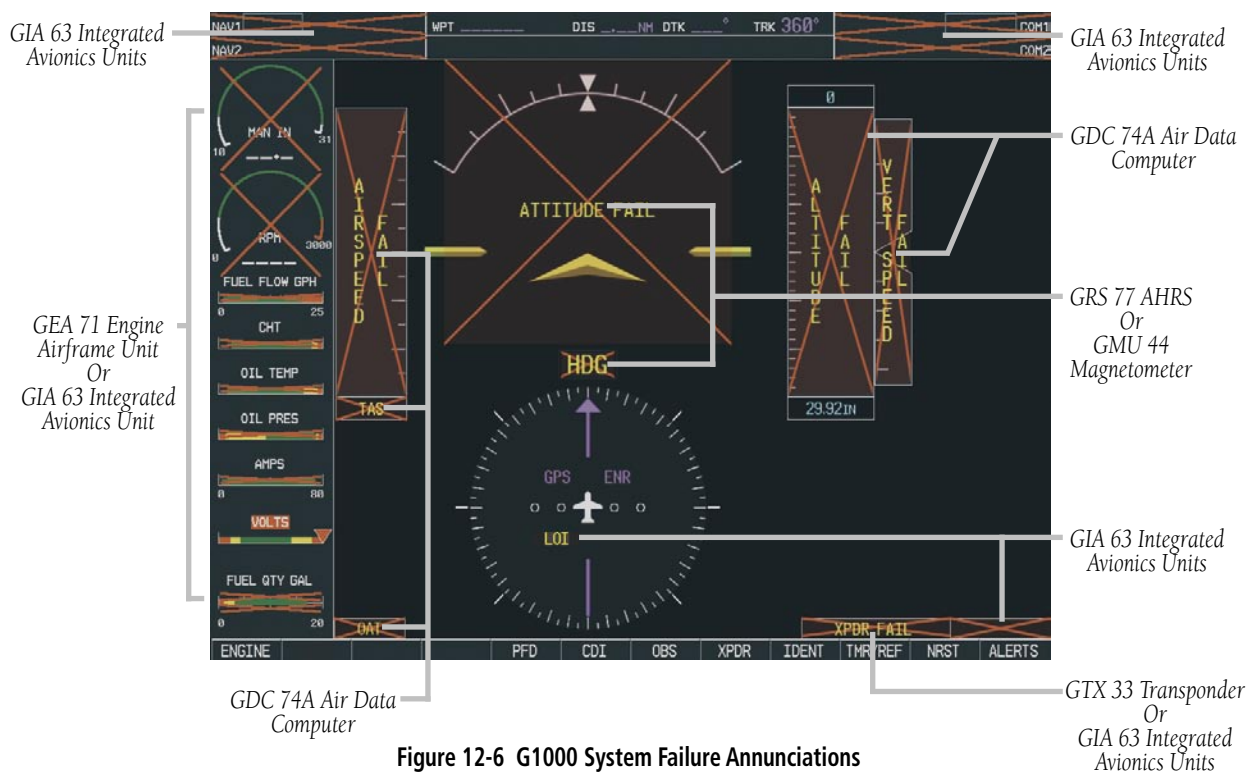 GIA 63 Integrated
Avionics Units
NAV1
NAV2
WPT ______ DIS __.__NM DTK ___° TRK 360°
COM1
COM2
GIA 63 Integrated
Avionics Units
MAN IN
10 31
--•-
RPM
0 3000
----
FUEL FLOW GPH
0 25
CHT
OIL TEMP
OIL PRES
AMPS
0 80
VOLTS
FUEL QTY GAL
0 20
GEA 71 Engine
Airframe Unit
Or
GIA 63 Integrated
Avionics Unit
AIRSPEED FAIL
TAS
OAT
ATTITUDE FAIL
HDG
GPS ENR
LOI
0
ALTITUDE FAIL
VERT SPEED FAIL
29.92IN
XPDR FAIL
GDC 74A Air Data
Computer
GRS 77 AHRS
Or
GMU 44
Magnetometer
GIA 63 Integrated
Avionics Units
ENGINE PFD CDI OBS XPDR IDENT TMR/REF NRST ALERTS
GDC 74A Air Data
Computer
GTX 33 Transponder
Or
GIA 63 Integrated
Avionics Units
Figure 12-6 G1000 System Failure Annunciations